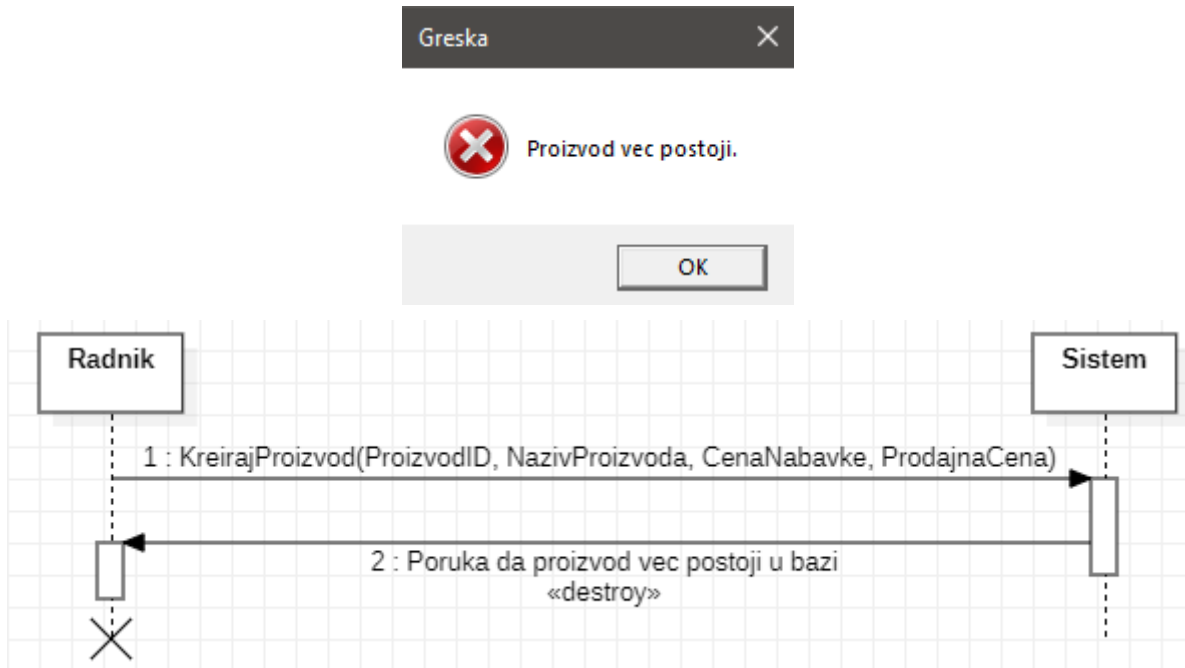 Greska
Proizvod vec postoji.
OK
Radnik
Sistem
1 : KreirajProizvod(ProizvodID, NazivProizvoda, CenaNabavke, ProdajnaCena)
2 : Poruka da proizvod vec postoji u bazi
«destroy»